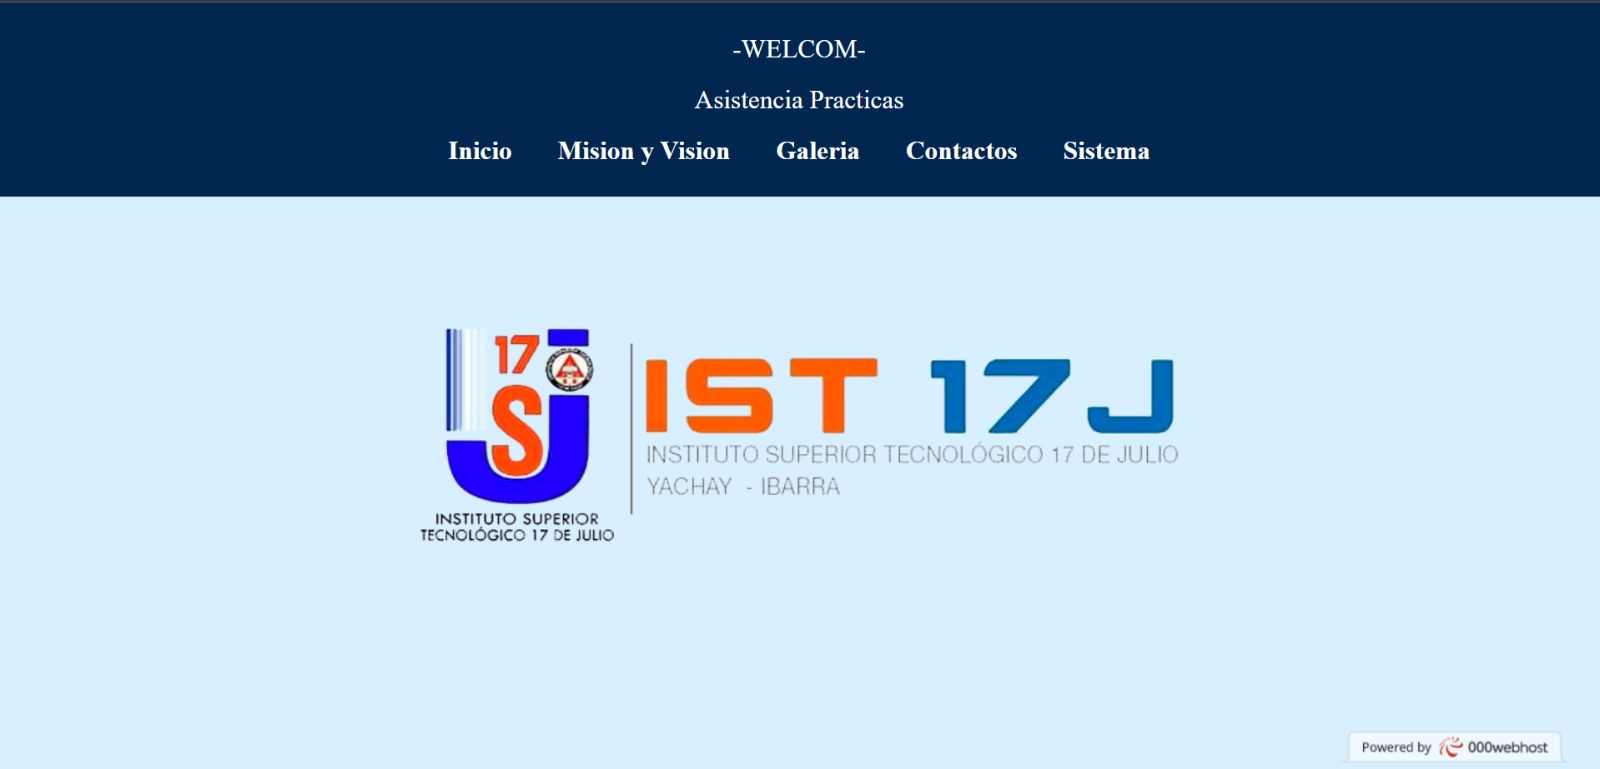 -WELCOM-
Asistencia Practicas
Inicio Mision y Vision Galeria Contactos Sistema
17
S
J
INSTITUTO SUPERIOR
TECNOLÓGICO 17 DE JULIO
IST 17J
INSTITUTO SUPERIOR TECNOLÓGICO 17 DE JULIO
YACHAY - IBARRA
Powered by 000webhost